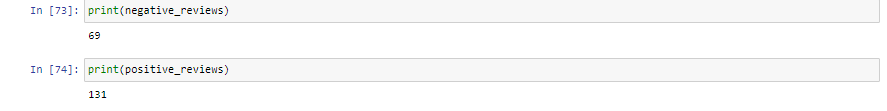 In [73]: print(negative_reviews)
69
In [74]: print(positive_reviews)
131